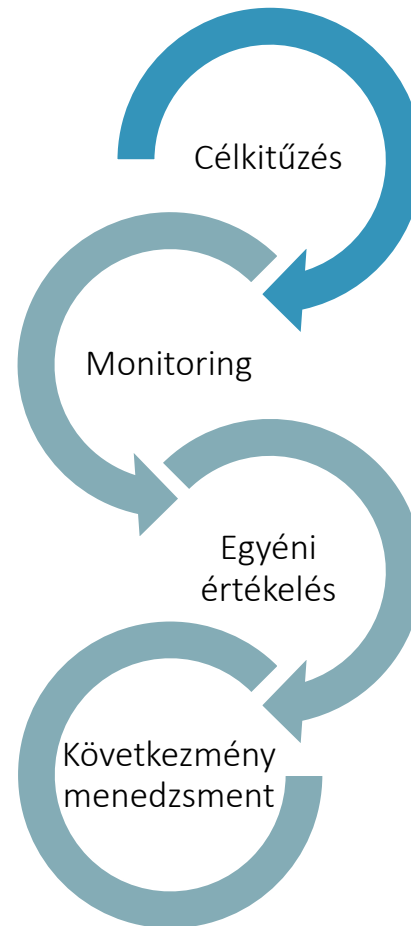 Célkitűzés
Monitoring
Egyéni
értékelés
Következmény
menedzsment